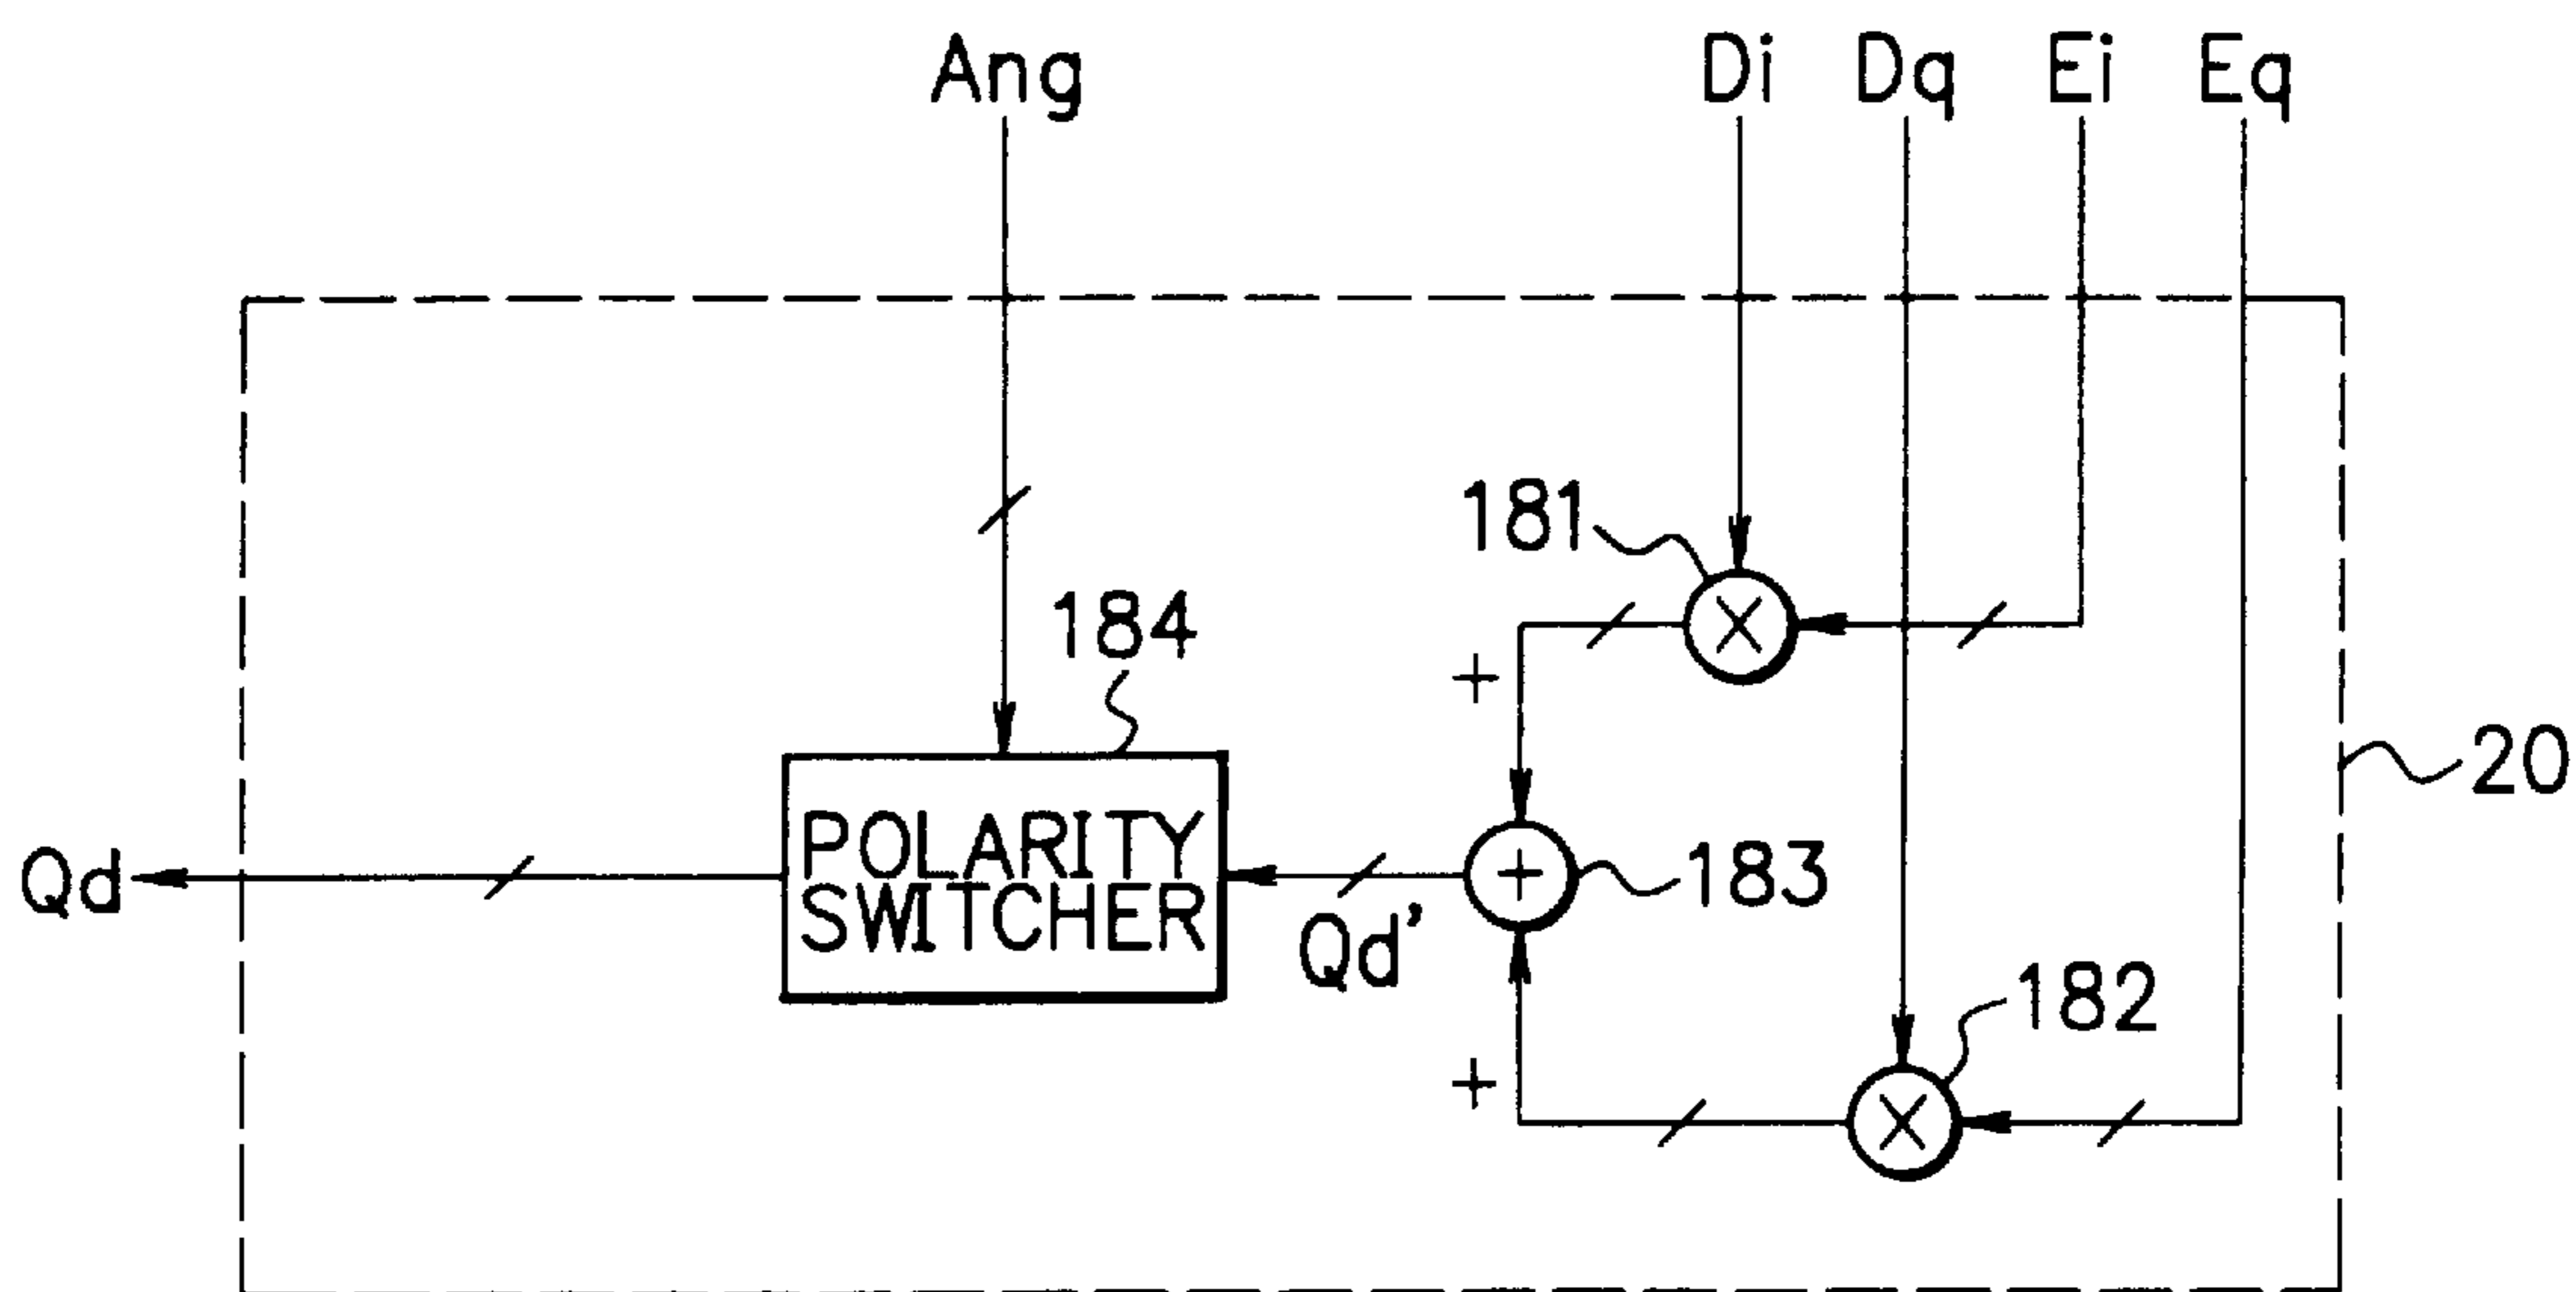 Ang Di Dq Ei Eq
181
184
+
×
20
POLARITY
SWITCHER
Qd
+
183
Qd'
182
+
×